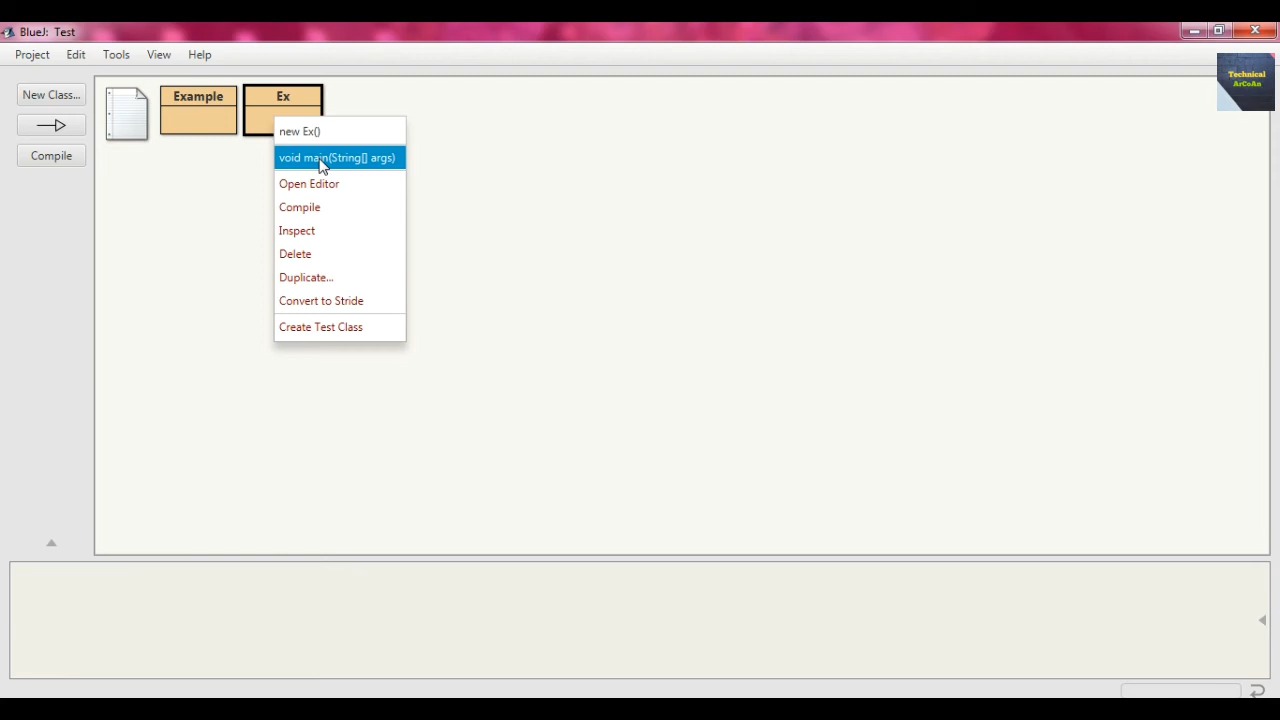 BlueJ: Test
Project Edit Tools View Help
New Class...
Compile
Example
Ex
new Ex()
void main(String[] args)
Open Editor
Compile
Inspect
Delete
Duplicate...
Convert to Stride
Create Test Class
Technical
ArCoAn